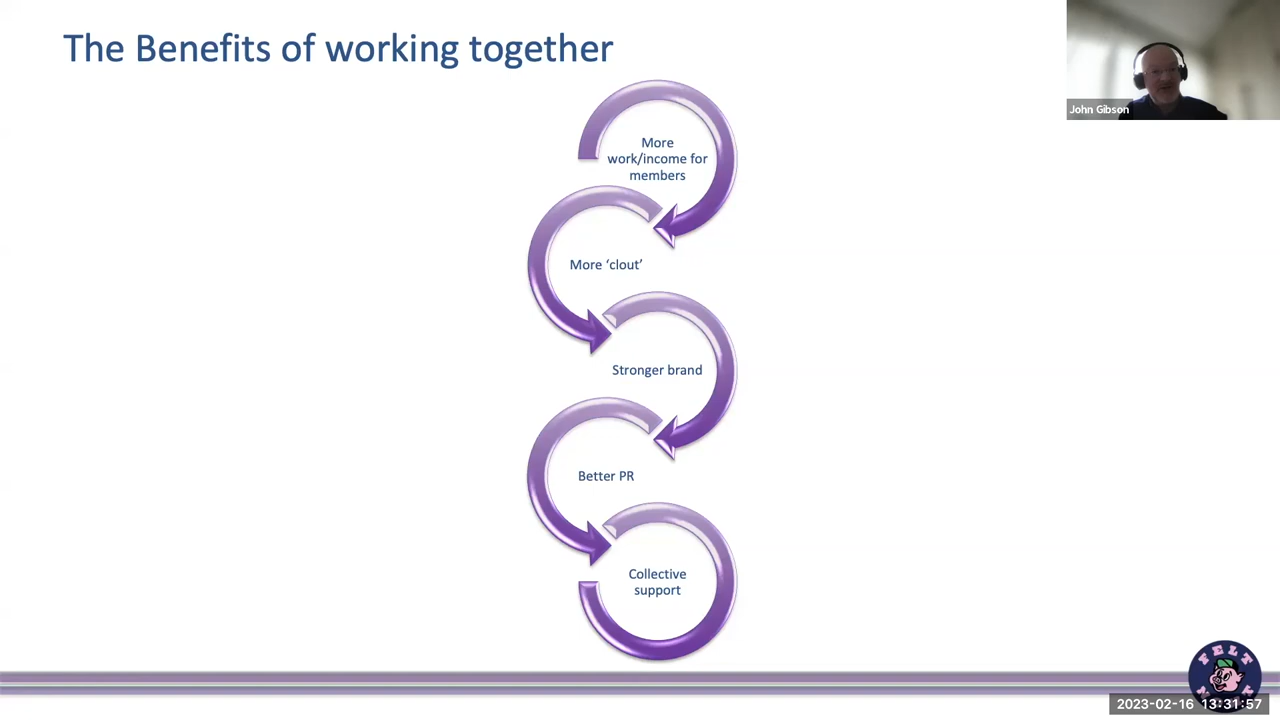 The Benefits of working together
John Gibson
More
work/income for
members
More ‘clout’
Stronger brand
Better PR
Collective
support
2023-02-16 13:31:57